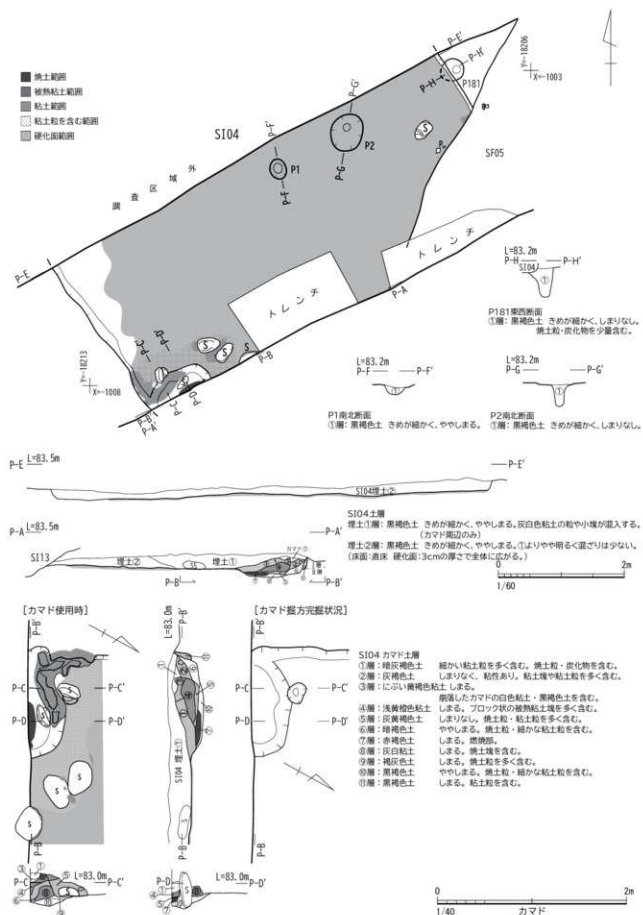 焼土範囲
被熱粘土範囲
粘土範囲
粘土粒を含む範囲
硬化面範囲
SI04
調査区域外
P-E
P-E'
P-H
P-H'
P181
Y=-18206
X=-1003
P-G'
P-G
P2
P-F'
P-F
P1
S
SF05
トレンチ
トレンチ
P-A
P-B
S
S
S
Y=-18213
X=-1008
P-B'
P-A'
L=83.2m
P-H
P-H'
SI04
①
P181東西断面
①層: 黒褐色土 きめが細かく、しまりなし。
焼土粒・炭化物を少量含む。
L=83.2m
P-F
P-F'
①
P1南北断面
①層: 黒褐色土 きめが細かく、ややしまる。
L=83.2m
P-G
P-G'
①
P2南北断面
①層: 黒褐色土 きめが細かく、しまりなし。
P-E
L=83.5m
P-E'
SI04埋土②
P-A
L=83.5m
P-A'
SI13
埋土②
埋土①
カマド①
P-B
P-B'
SI04土層
埋土①層: 黒褐色土 きめが細かく、ややしまる。灰白色粘土の粒や小塊が混入する。
(カマド周辺のみ)
埋土②層: 黒褐色土 きめが細かく、ややしまる。①よりやや明るく混ざりは少ない。
(床面:直床 硬化面:3cmの厚さで全体に広がる。)
0
2m
1/60
[カマド使用時]
P-B'
P-C
P-C'
P-D
P-D'
S
S
S
P-B
L=83.0m
P-B'
SI04 埋土①
S
P-B
[カマド掘方完掘状況]
P-B'
P-C
P-C'
P-D
P-D'
P-B
SI04 カマド土層
①層: 暗灰褐色土 細かい粘土粒を多く含む。焼土粒・炭化物を含む。
②層: 灰褐色土 しまりなく、粘性あり。粘土塊や粘土粒を多く含む。
③層: にぶい黄褐色粘土 しまる。
崩落したカマドの白色粘土・黒褐色土を含む。
④層: 浅黄橙色粘土 しまる。ブロック状の被熱粘土塊を多く含む。
⑤層: 灰黄褐色土 しまりなし。焼土粒・粘土粒を多く含む。
⑥層: 暗褐色土 ややしまる。焼土粒・細かな粘土粒を含む。
⑦層: 赤褐色土 しまる。燃焼部。
⑧層: 灰白粘土 しまる。焼土塊を含む。
⑨層: 褐灰色土 しまる。焼土粒を多く含む。
⑩層: 黒褐色土 ややしまる。焼土粒・細かな粘土粒を含む。
⑪層: 黒褐色土 しまる。粘土粒を含む。
P-C
L=83.0m
P-C'
P-D
L=83.0m
P-D'
0
2m
1/40
カマド